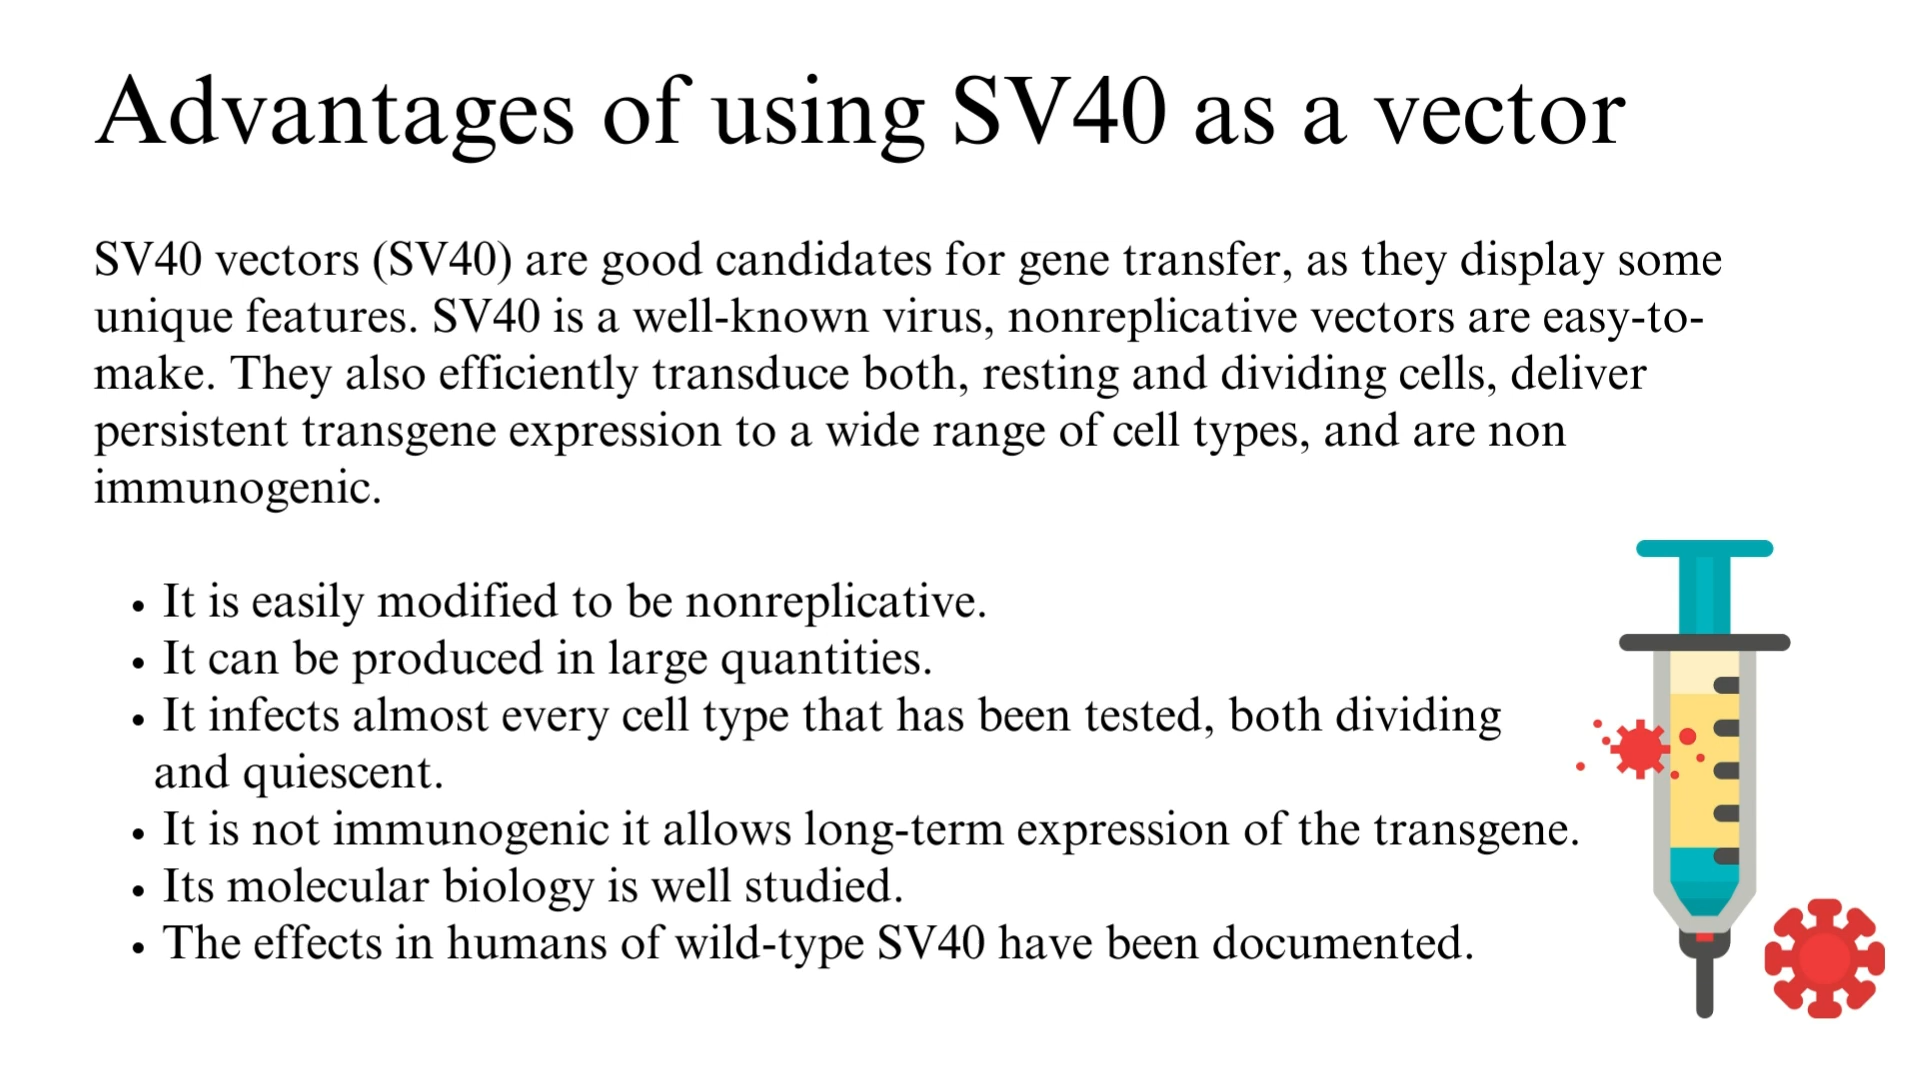 Advantages of using SV40 as a vector
SV40 vectors (SV40) are good candidates for gene transfer, as they display some
unique features. SV40 is a well-known virus, nonreplicative vectors are easy-to-
make. They also efficiently transduce both, resting and dividing cells, deliver
persistent transgene expression to a wide range of cell types, and are non
immunogenic.
• It is easily modified to be nonreplicative.
• It can be produced in large quantities.
• It infects almost every cell type that has been tested, both dividing
and quiescent.
• It is not immunogenic it allows long-term expression of the transgene.
• Its molecular biology is well studied.
• The effects in humans of wild-type SV40 have been documented.